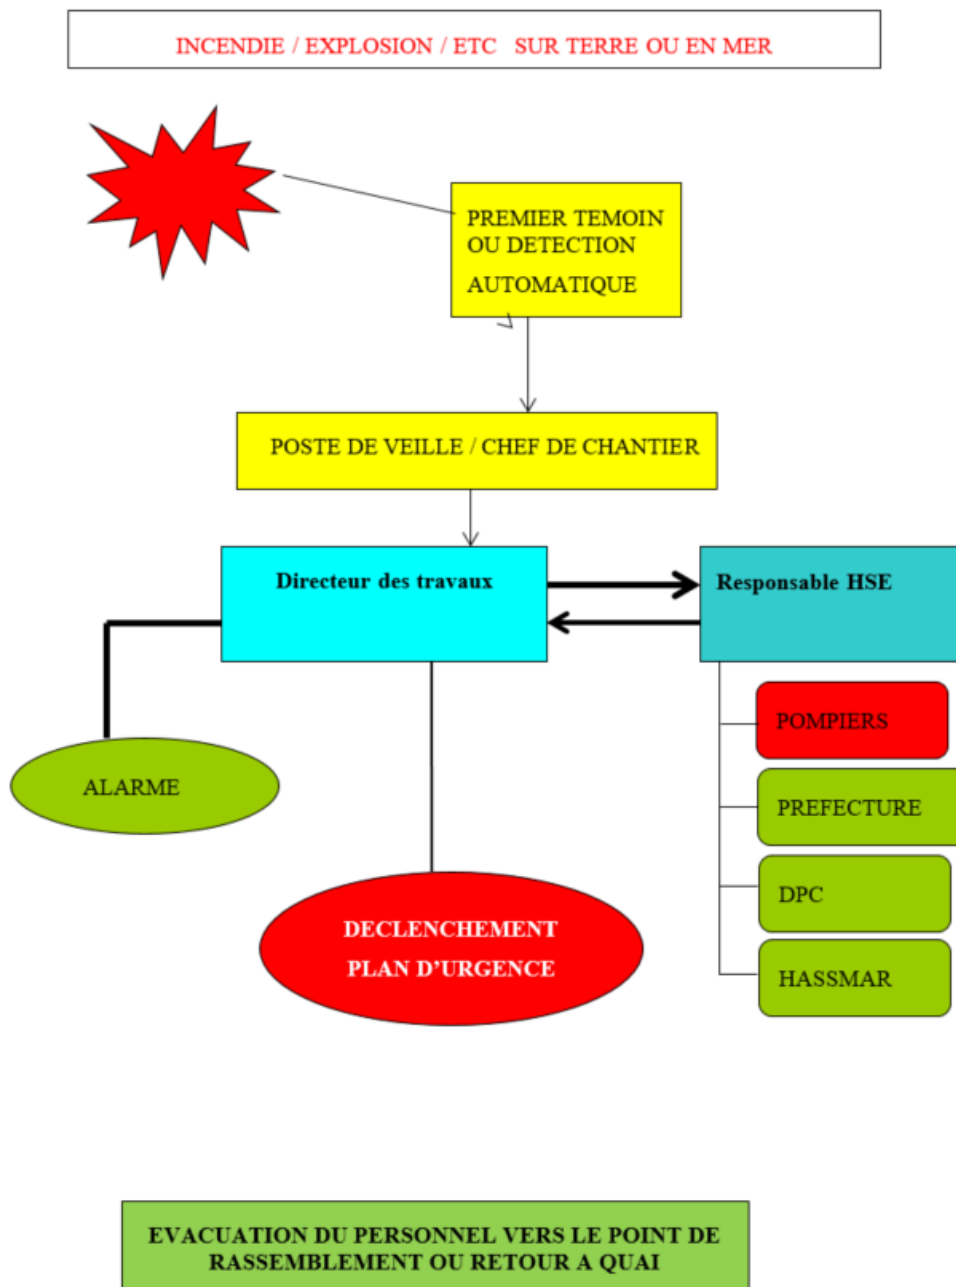 INCENDIE / EXPLOSION / ETC SUR TERRE OU EN MER
PREMIER TEMOIN
OU DETECTION
AUTOMATIQUE
POSTE DE VEILLE / CHEF DE CHANTIER
Directeur des travaux
Responsable HSE
POMPIERS
ALARME
PREFECTURE
DPC
DECLENCHEMENT
PLAN D’URGENCE
HASSMAR
EVACUATION DU PERSONNEL VERS LE POINT DE
RASSEMBLEMENT OU RETOUR A QUAI